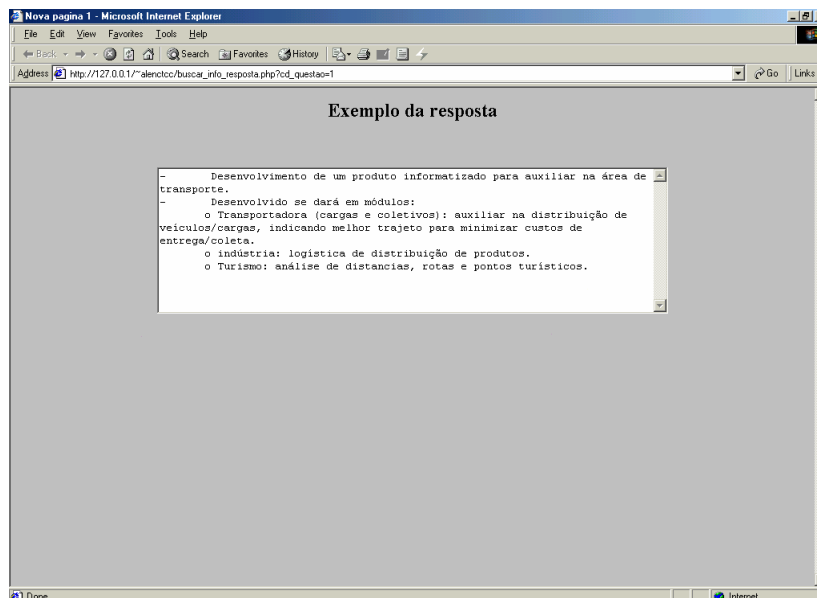 Nova pagina 1 - Microsoft Internet Explorer
File Edit View Favorites Tools Help
Back Search Favorites History
Address http://127.0.0.1/~alenctcc/buscar_info_resposta.php?cd_questao=1 Go Links
Exemplo da resposta
- Desenvolvimento de um produto informatizado para auxiliar na área de
transporte.
- Desenvolvido se dará em módulos:
o Transportadora (cargas e coletivos): auxiliar na distribuição de
veículos/cargas, indicando melhor trajeto para minimizar custos de
entrega/coleta.
o indústria: logística de distribuição de produtos.
o Turismo: análise de distancias, rotas e pontos turísticos.
Done Internet